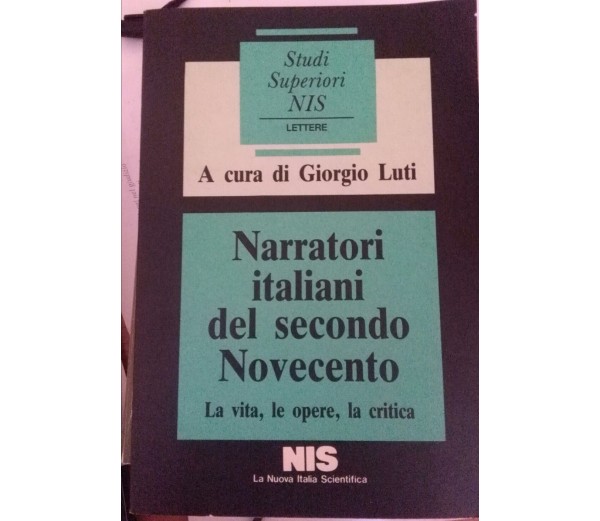 Studi
Superiori
NIS
LETTERE
A cura di Giorgio Luti
Narratori
italiani
del secondo
Novecento
La vita, le opere, la critica
NIS
La Nuova Italia Scientifica